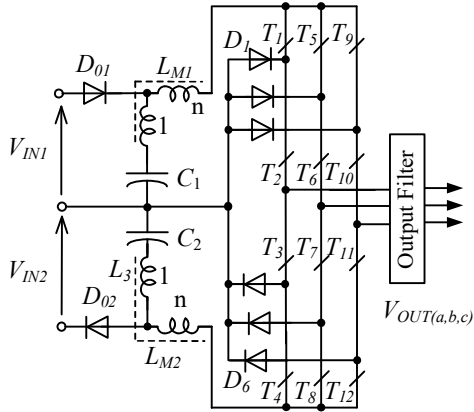 T1 T5 T9
D1
D01 LM1 n
1
VIN1
C1
T2 T6 T10
C2
VIN2
L3 1
T3 T7 T11
D02 n
LM2
D6
T4 T8 T12
Output Filter
VOUT(a,b,c)